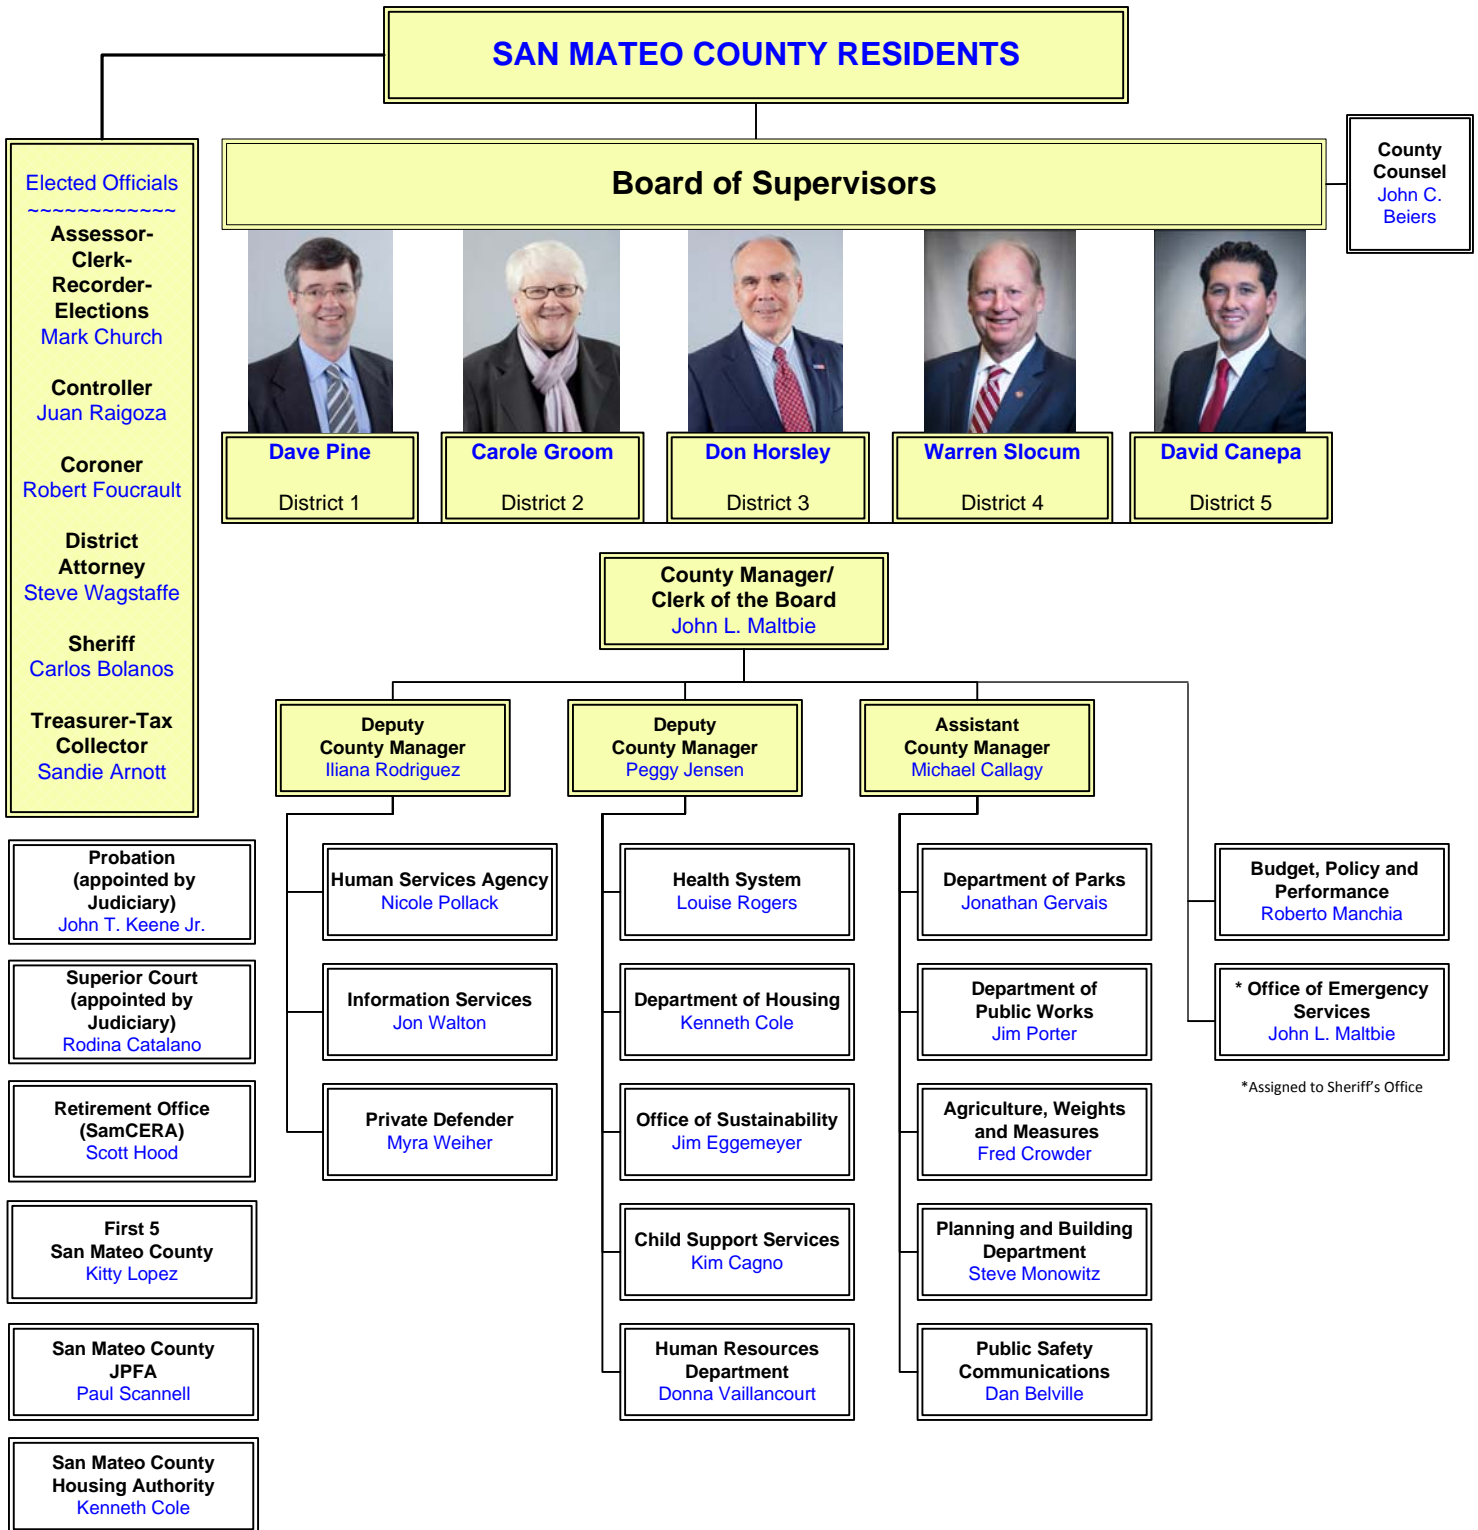 SAN MATEO COUNTY RESIDENTS
Elected Officials
~~~~~~~~~~~~
Assessor-
Clerk-
Recorder-
Elections
Mark Church
Controller
Juan Raigoza
Coroner
Robert Foucrault
District
Attorney
Steve Wagstaffe
Sheriff
Carlos Bolanos
Treasurer-Tax
Collector
Sandie Arnott
Board of Supervisors
County
Counsel
John C.
Beiers
Dave Pine
District 1
Carole Groom
District 2
Don Horsley
District 3
Warren Slocum
District 4
David Canepa
District 5
County Manager/
Clerk of the Board
John L. Maltbie
Deputy
County Manager
Iliana Rodriguez
Deputy
County Manager
Peggy Jensen
Assistant
County Manager
Michael Callagy
Probation
(appointed by
Judiciary)
John T. Keene Jr.
Superior Court
(appointed by
Judiciary)
Rodina Catalano
Retirement Office
(SamCERA)
Scott Hood
First 5
San Mateo County
Kitty Lopez
San Mateo County
JPFA
Paul Scannell
San Mateo County
Housing Authority
Kenneth Cole
Human Services Agency
Nicole Pollack
Information Services
Jon Walton
Private Defender
Myra Weiher
Health System
Louise Rogers
Department of Housing
Kenneth Cole
Office of Sustainability
Jim Eggemeyer
Child Support Services
Kim Cagno
Human Resources
Department
Donna Vaillancourt
Department of Parks
Jonathan Gervais
Department of
Public Works
Jim Porter
Agriculture, Weights
and Measures
Fred Crowder
Planning and Building
Department
Steve Monowitz
Public Safety
Communications
Dan Belville
Budget, Policy and
Performance
Roberto Manchia
* Office of Emergency
Services
John L. Maltbie
*Assigned to Sheriff's Office